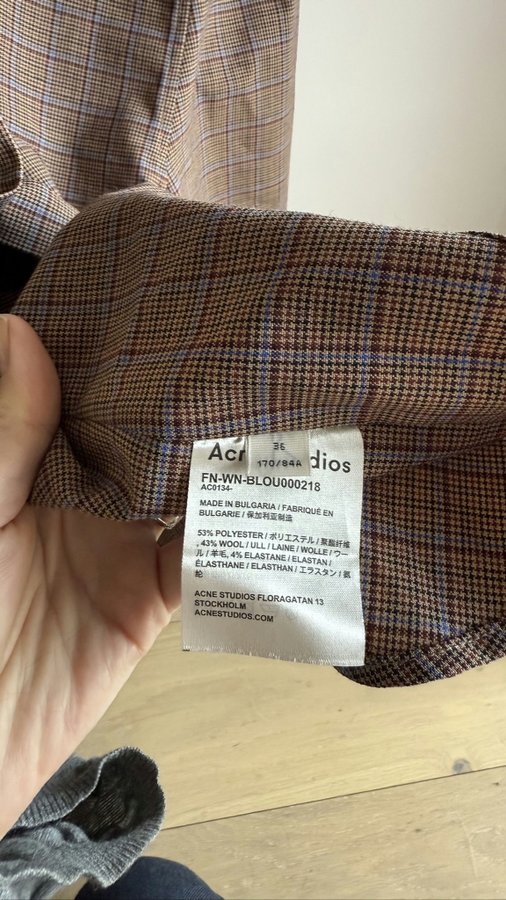 Acr dios
36
170/84A
FN-WN-BLOU000218
AC0134-
MADE IN BULGARIA / FABRIQUÉ EN
BULGARIE / 保加利亚制造
53% POLYESTER / ポリエステル / 聚酯纤维
, 43% WOOL / ULL / LAINE / WOLLE / ウー
ル / 羊毛, 4% ELASTANE / ELASTAN /
ÉLASTHANE / ELASTHAN / エラスタン / 氨
纶
ACNE STUDIOS FLORAGATAN 13
STOCKHOLM
ACNESTUDIOS.COM